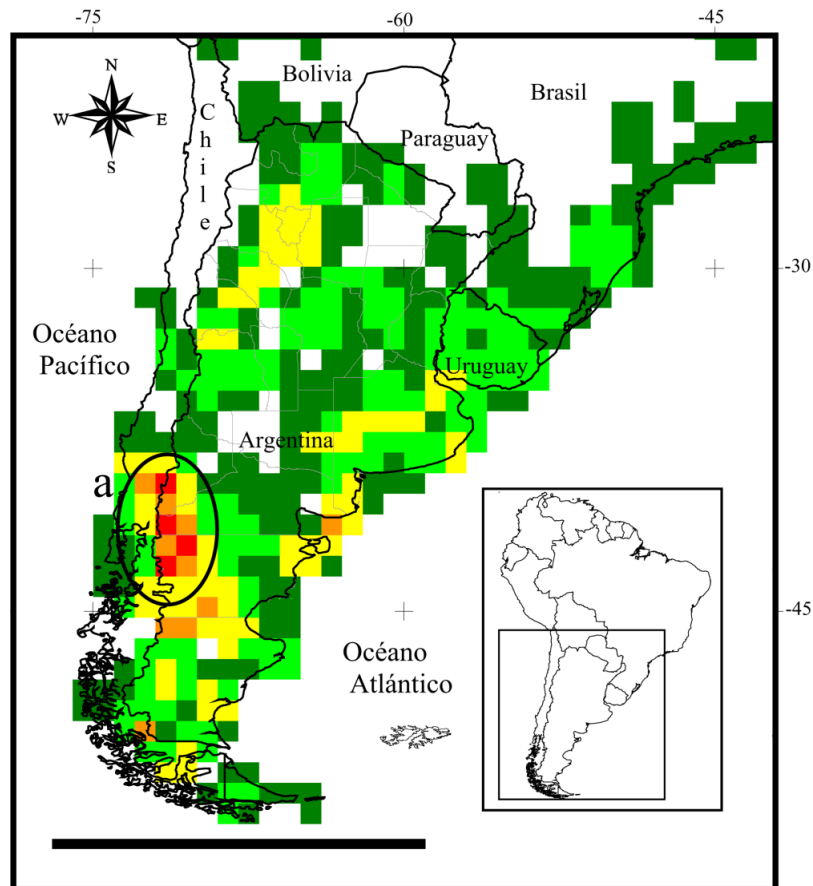 -75 -60 -45
N
W E
S
Bolivia
Brasil
Chile
Paraguay
-30
Océano
Pacífico
Uruguay
Argentina
a
-45
Océano
Atlántico